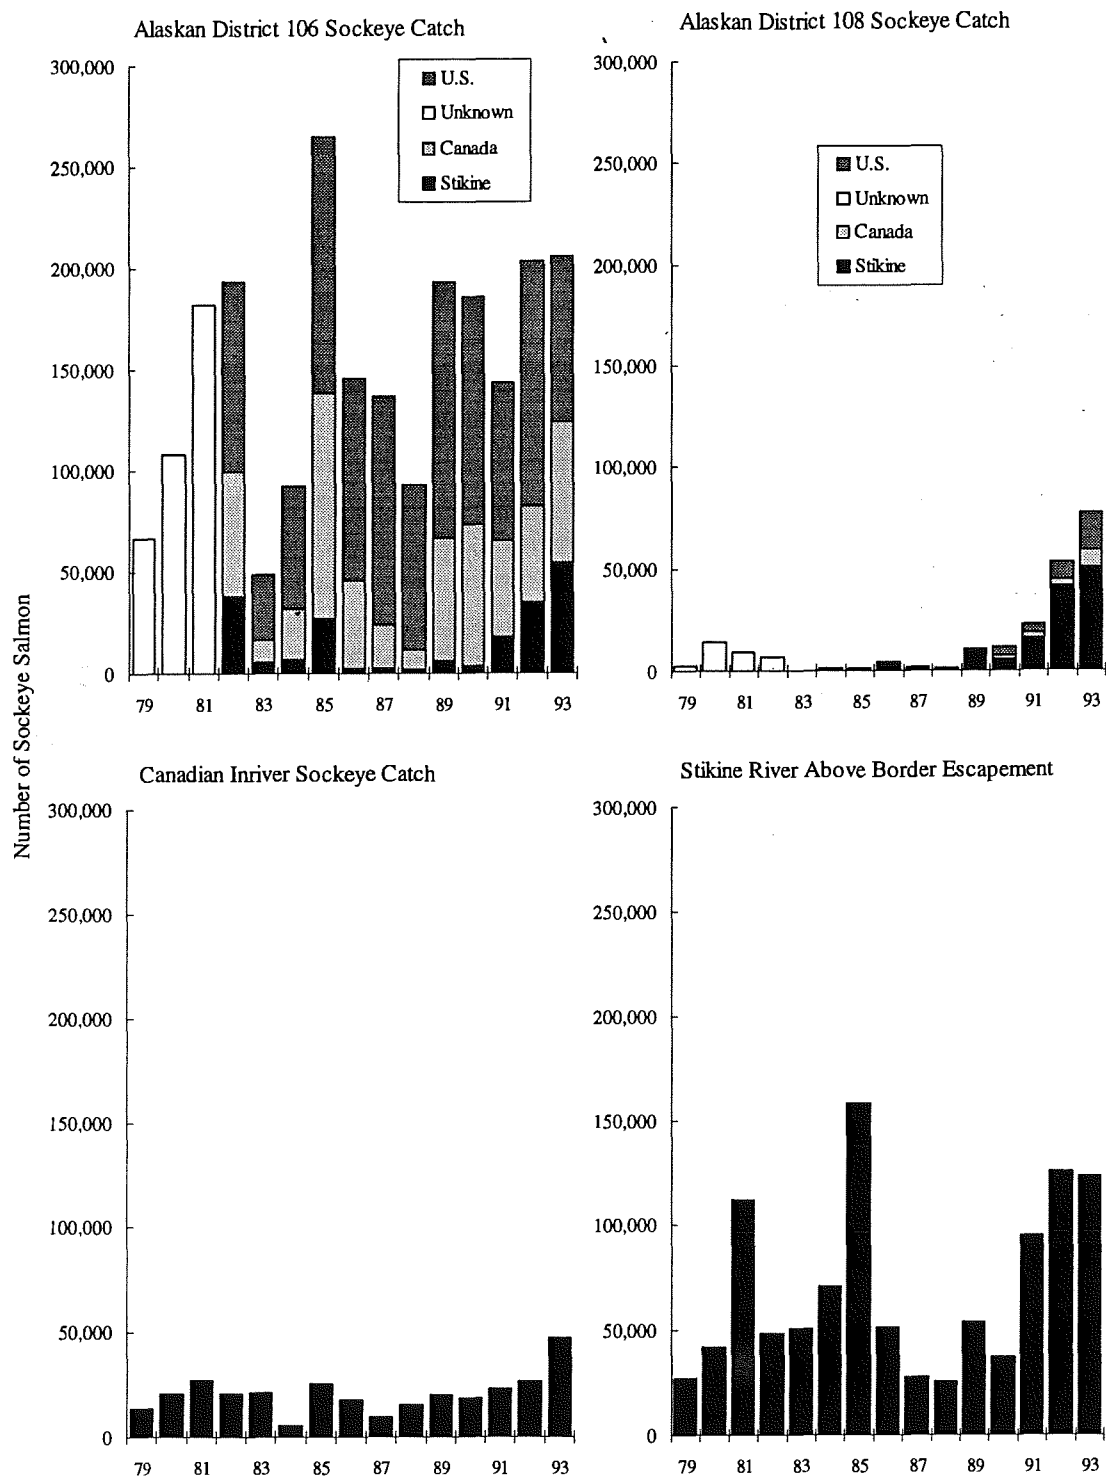 Alaskan District 106 Sockeye Catch
300,000
250,000
200,000
150,000
100,000
50,000
0
U.S.
Unknown
Canada
Stikine
79 81 83 85 87 89 91 93
Alaskan District 108 Sockeye Catch
300,000
250,000
200,000
150,000
100,000
50,000
0
U.S.
Unknown
Canada
Stikine
79 81 83 85 87 89 91 93
Number of Sockeye Salmon
Canadian Inriver Sockeye Catch
300,000
250,000
200,000
150,000
100,000
50,000
0
79 81 83 85 87 89 91 93
Stikine River Above Border Escapement
300,000
250,000
200,000
150,000
100,000
50,000
0
79 81 83 85 87 89 91 93